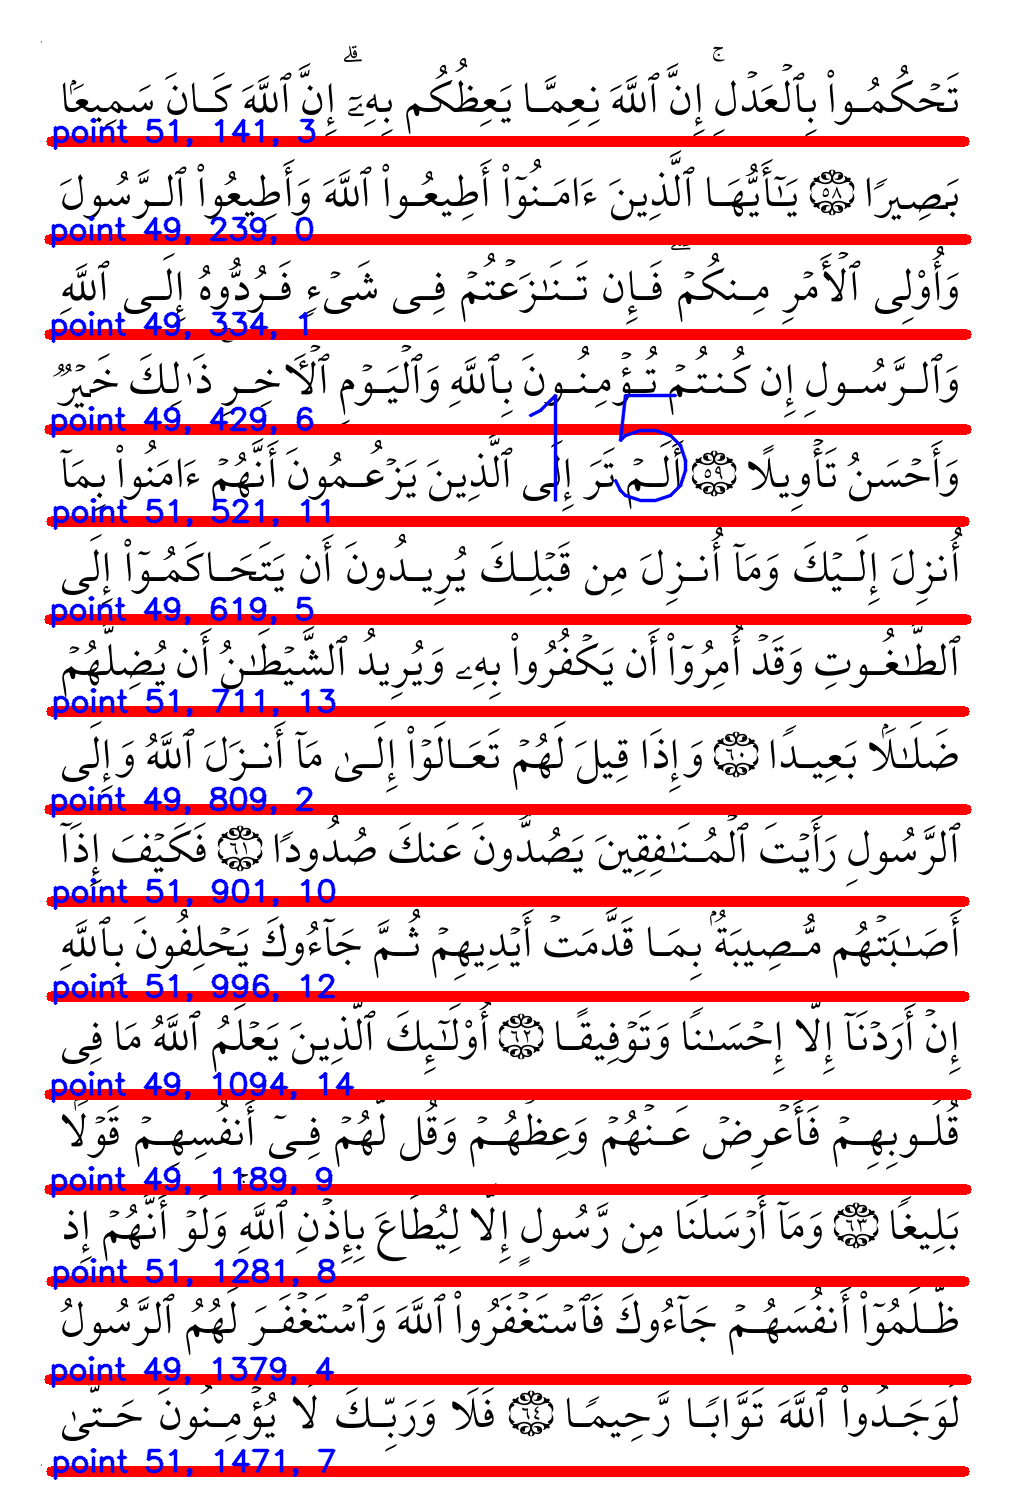 تَحۡكُمُواْ بِٱلۡعَدۡلِۚ إِنَّ ٱللَّهَ نِعِمَّا يَعِظُكُم بِهِۦٓۗ إِنَّ ٱللَّهَ كَانَ سَمِيعَۢا
point 51, 141, 3
بَصِيرٗا ٥٨ يَٰٓأَيُّهَا ٱلَّذِينَ ءَامَنُوٓاْ أَطِيعُواْ ٱللَّهَ وَأَطِيعُواْ ٱلرَّسُولَ
point 49, 239, 0
وَأُوْلِي ٱلۡأَمۡرِ مِنكُمۡۖ فَإِن تَنَٰزَعۡتُمۡ فِي شَيۡءٖ فَرُدُّوهُ إِلَى ٱللَّهِ
point 49, 334, 1
وَٱلرَّسُولِ إِن كُنتُمۡ تُؤۡمِنُونَ بِٱللَّهِ وَٱلۡيَوۡمِ ٱلۡأٓخِرِۚ ذَٰلِكَ خَيۡرٞ
point 49, 429, 6
15
وَأَحۡسَنُ تَأۡوِيلًا ٥٩ أَلَمۡ تَرَ إِلَى ٱلَّذِينَ يَزۡعُمُونَ أَنَّهُمۡ ءَامَنُواْ بِمَآ
point 51, 521, 11
أُنزِلَ إِلَيۡكَ وَمَآ أُنزِلَ مِن قَبۡلِكَ يُرِيدُونَ أَن يَتَحَاكَمُوٓاْ إِلَى
point 49, 619, 5
ٱلطَّٰغُوتِ وَقَدۡ أُمِرُوٓاْ أَن يَكۡفُرُواْ بِهِۦ وَيُرِيدُ ٱلشَّيۡطَٰنُ أَن يُضِلَّهُمۡ
point 51, 711, 13
ضَلَٰلَۢا بَعِيدٗا ٦٠ وَإِذَا قِيلَ لَهُمۡ تَعَالَوۡاْ إِلَىٰ مَآ أَنزَلَ ٱللَّهُ وَإِلَى
point 49, 809, 2
ٱلرَّسُولِ رَأَيۡتَ ٱلۡمُنَٰفِقِينَ يَصُدُّونَ عَنكَ صُدُودٗا ٦١ فَكَيۡفَ إِذَآ
point 51, 901, 10
أَصَٰبَتۡهُم مُّصِيبَةُۢ بِمَا قَدَّمَتۡ أَيۡدِيهِمۡ ثُمَّ جَآءُوكَ يَحۡلِفُونَ بِٱللَّهِ
point 51, 996, 12
إِنۡ أَرَدۡنَآ إِلَّآ إِحۡسَٰنٗا وَتَوۡفِيقًا ٦٢ أُوْلَٰٓئِكَ ٱلَّذِينَ يَعۡلَمُ ٱللَّهُ مَا فِي
point 49, 1094, 14
قُلُوبِهِمۡ فَأَعۡرِضۡ عَنۡهُمۡ وَعِظۡهُمۡ وَقُل لَّهُمۡ فِيٓ أَنفُسِهِمۡ قَوۡلَۢا
point 49, 1189, 9
بَلِيغٗا ٦٣ وَمَآ أَرۡسَلۡنَا مِن رَّسُولٍ إِلَّا لِيُطَاعَ بِإِذۡنِ ٱللَّهِۚ وَلَوۡ أَنَّهُمۡ إِذ
point 51, 1281, 8
ظَّلَمُوٓاْ أَنفُسَهُمۡ جَآءُوكَ فَٱسۡتَغۡفَرُواْ ٱللَّهَ وَٱسۡتَغۡفَرَ لَهُمُ ٱلرَّسُولُ
point 49, 1379, 4
لَوَجَدُواْ ٱللَّهَ تَوَّابٗا رَّحِيمٗا ٦٤ فَلَا وَرَبِّكَ لَا يُؤۡمِنُونَ حَتَّىٰ
point 51, 1471, 7